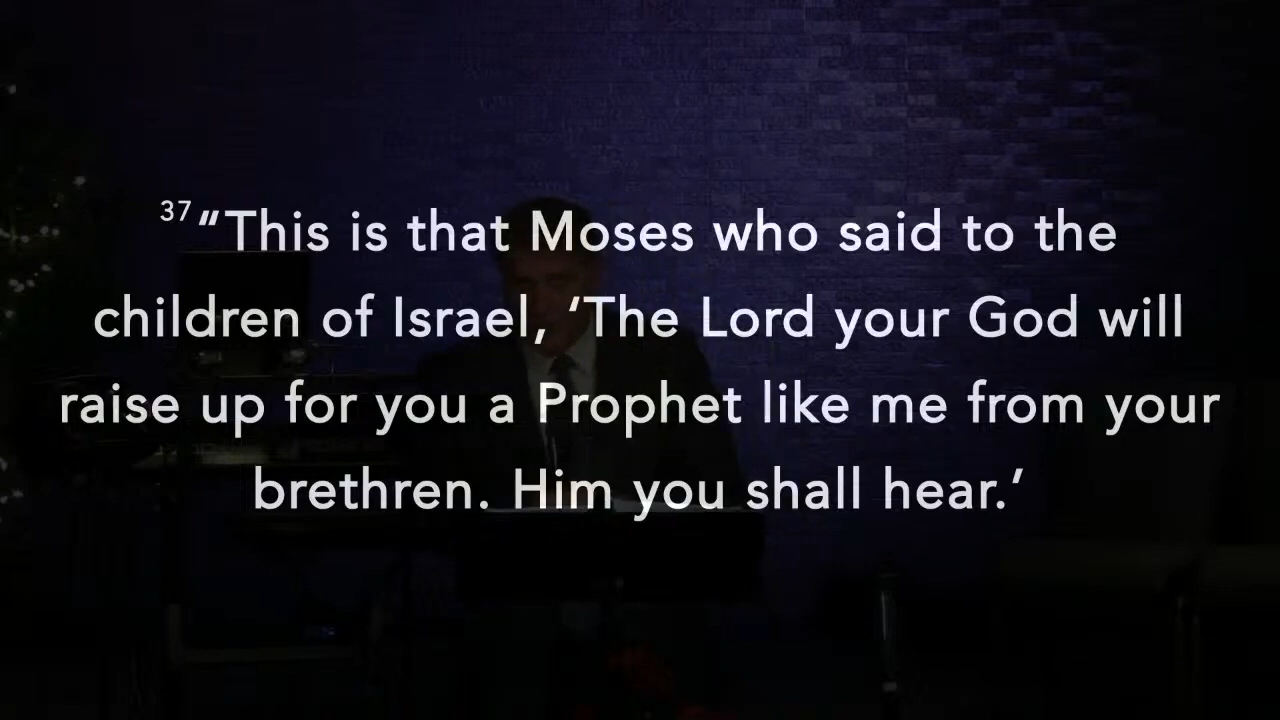 37 “This is that Moses who said to the
children of Israel, ‘The Lord your God will
raise up for you a Prophet like me from your
brethren. Him you shall hear.’